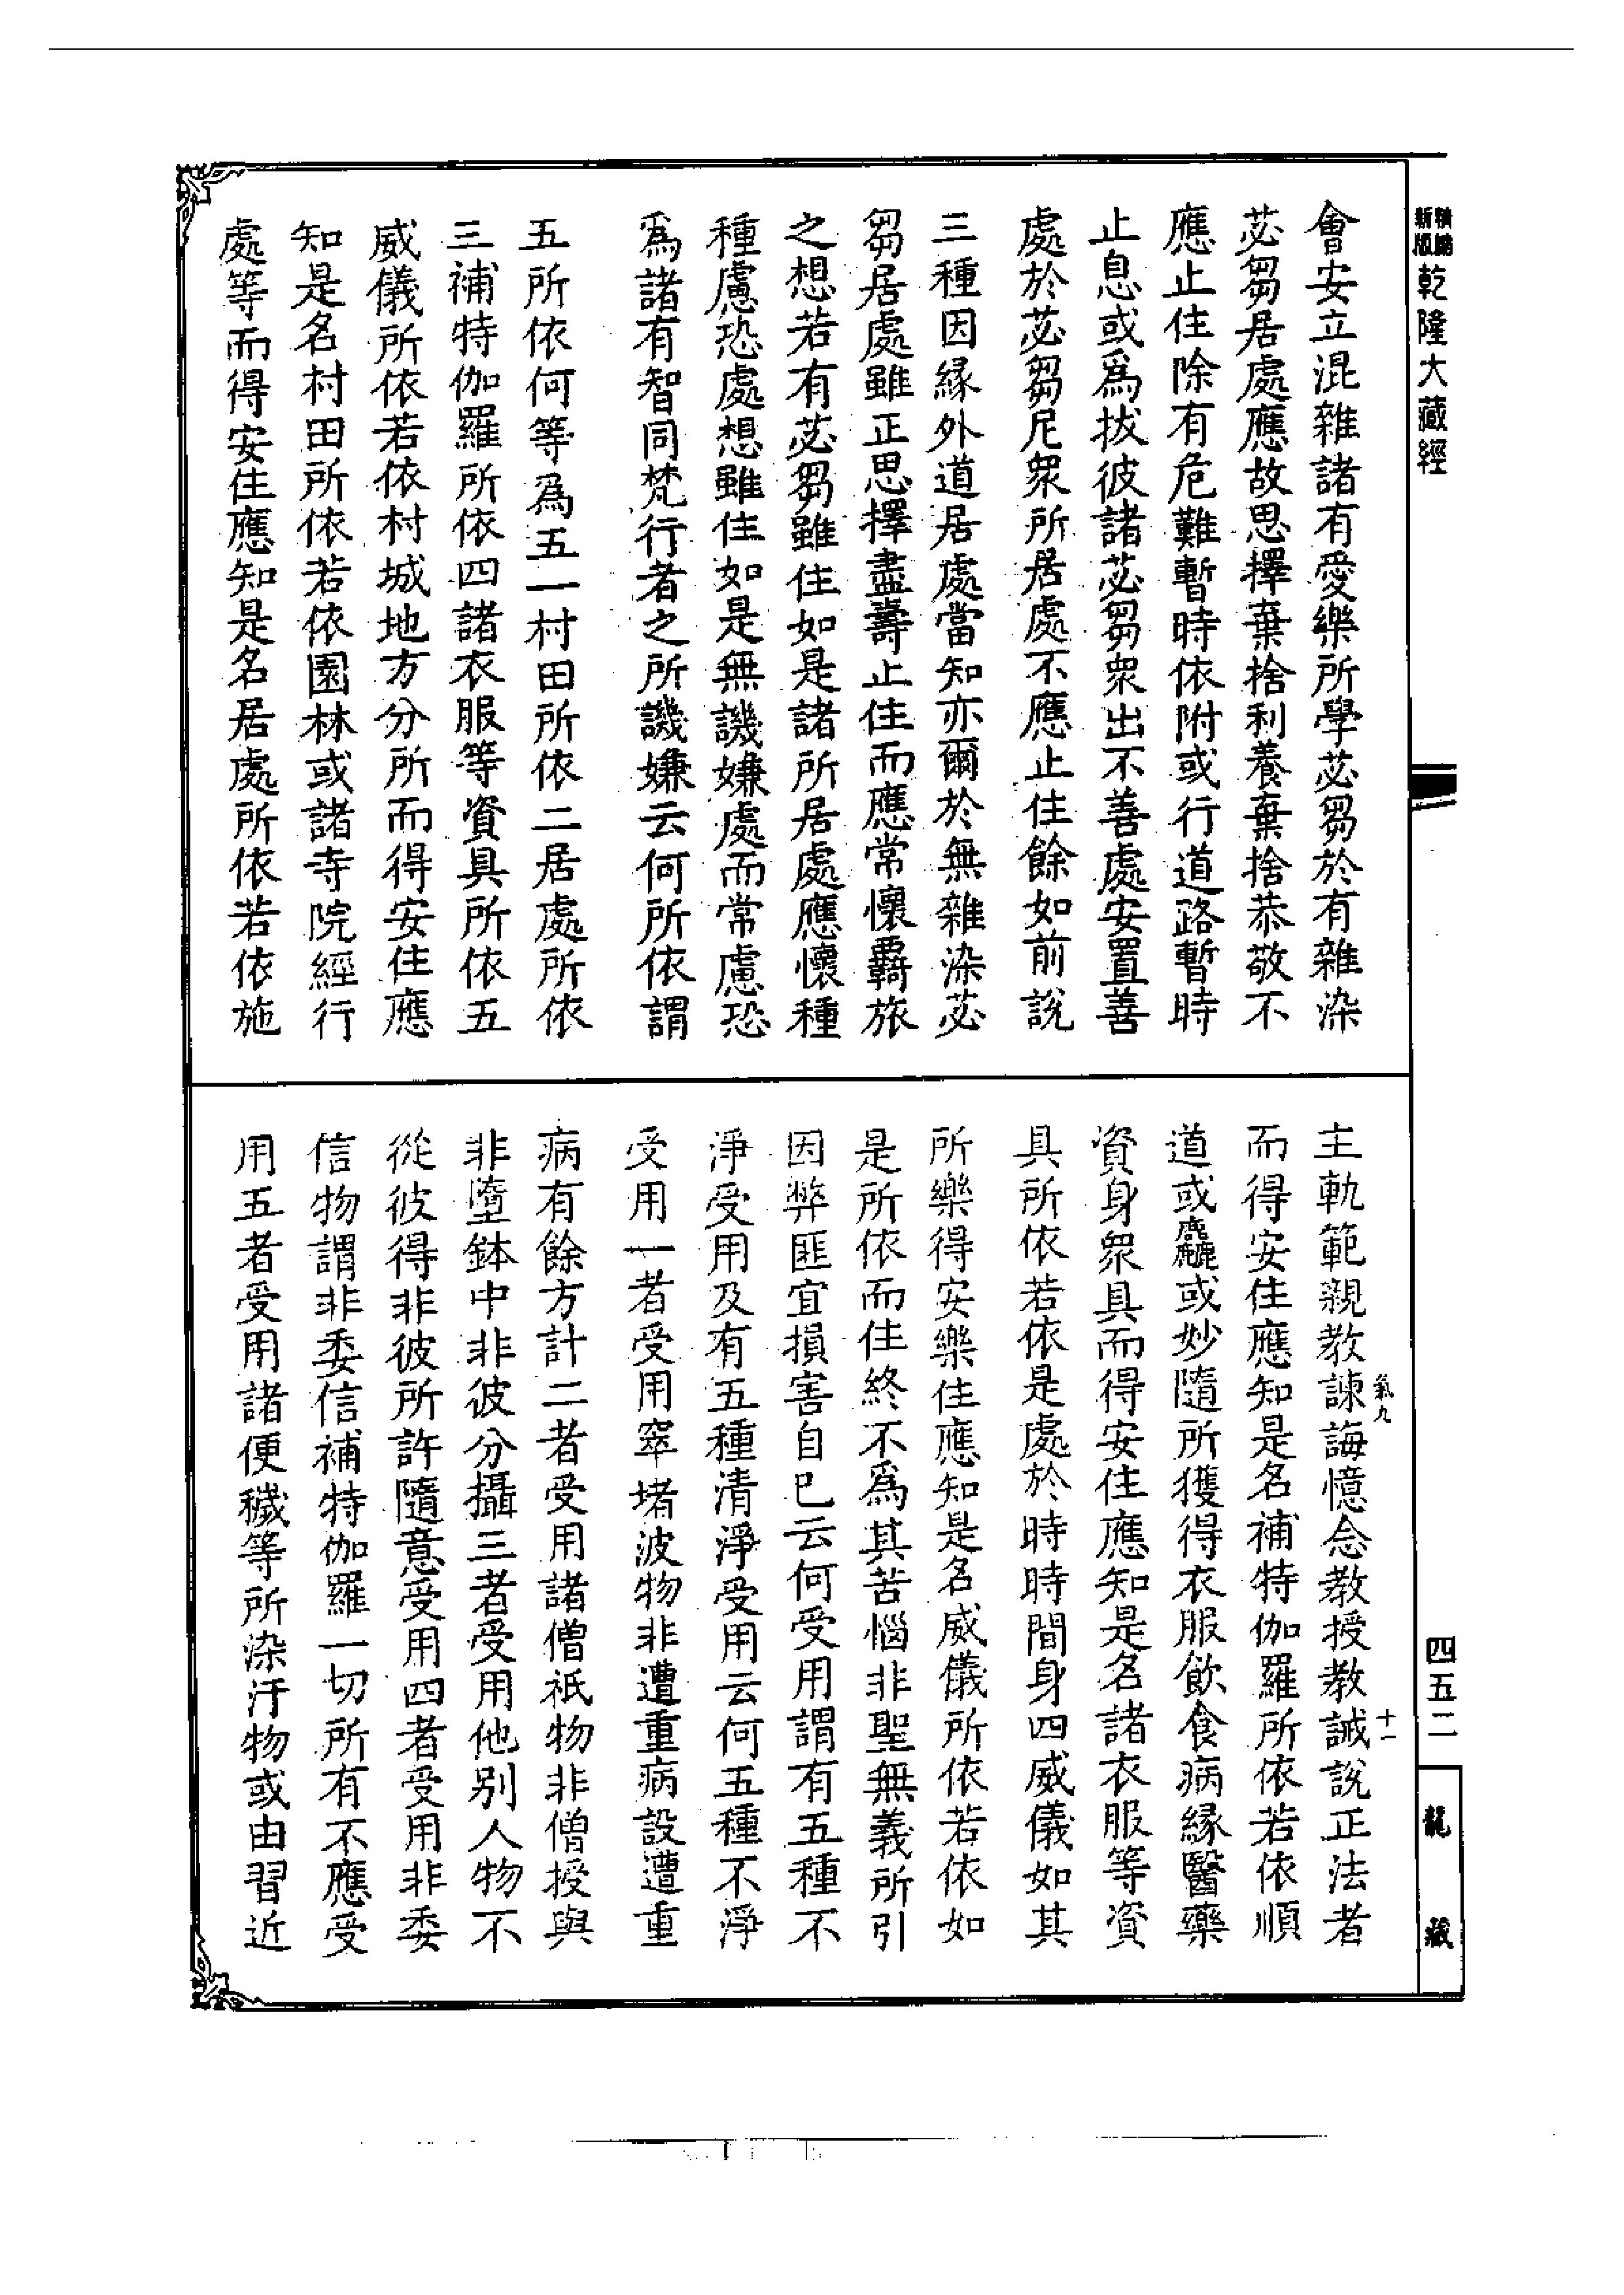 精編
新版
乾隆大藏經
會安立混雜諸有愛樂所學苾芻於有雜染
苾芻居處應故思擇棄捨利養棄捨恭敬不
應止住除有危難暫時依附或行道路暫時
止息或為拔彼諸苾芻眾出不善處安置善
處於苾芻尼眾所居處不應止住餘如前說
三種因緣外道居處當知亦爾於無雜染苾
芻居處雖正思擇盡壽止住而應常懷羇旅
之想若有苾芻雖住如是諸所居處應懷種
種慮恐處想雖住如是無譏嫌處而常慮恐
為諸有智同梵行者之所譏嫌云何所依謂
五所依何等為五一村田所依二居處所依
三補特伽羅所依四諸衣服等資具所依五
威儀所依若依村城地方分所而得安住應
知是名村田所依若依園林或諸寺院經行
處等而得安住應知是名居處所依若依施
主軌範親教諫誨憶念教授教誡說正法者
而得安住應知是名補特伽羅所依若依順
道或麤或妙隨所獲得衣服飲食病緣醫藥
資身眾具而得安住應知是名諸衣服等資
具所依若依是處於時時間身四威儀如其
所樂得安樂住應知是名威儀所依若依如
是所依而住終不為其苦惱非聖無義所引
因弊匪宜損害自己云何受用謂有五種不
淨受用及有五種清淨受用云何五種不淨
受用一者受用窣堵波物非遭重病設遭重
病有餘方計二者受用諸僧祇物非僧授與
非墮鉢中非彼分攝三者受用他別人物不
從彼得非彼所許隨意受用四者受用非委
信物謂非委信補特伽羅一切所有不應受
用五者受用諸便穢等所染汙物或由習近
氣九
十一
四五二
龍藏